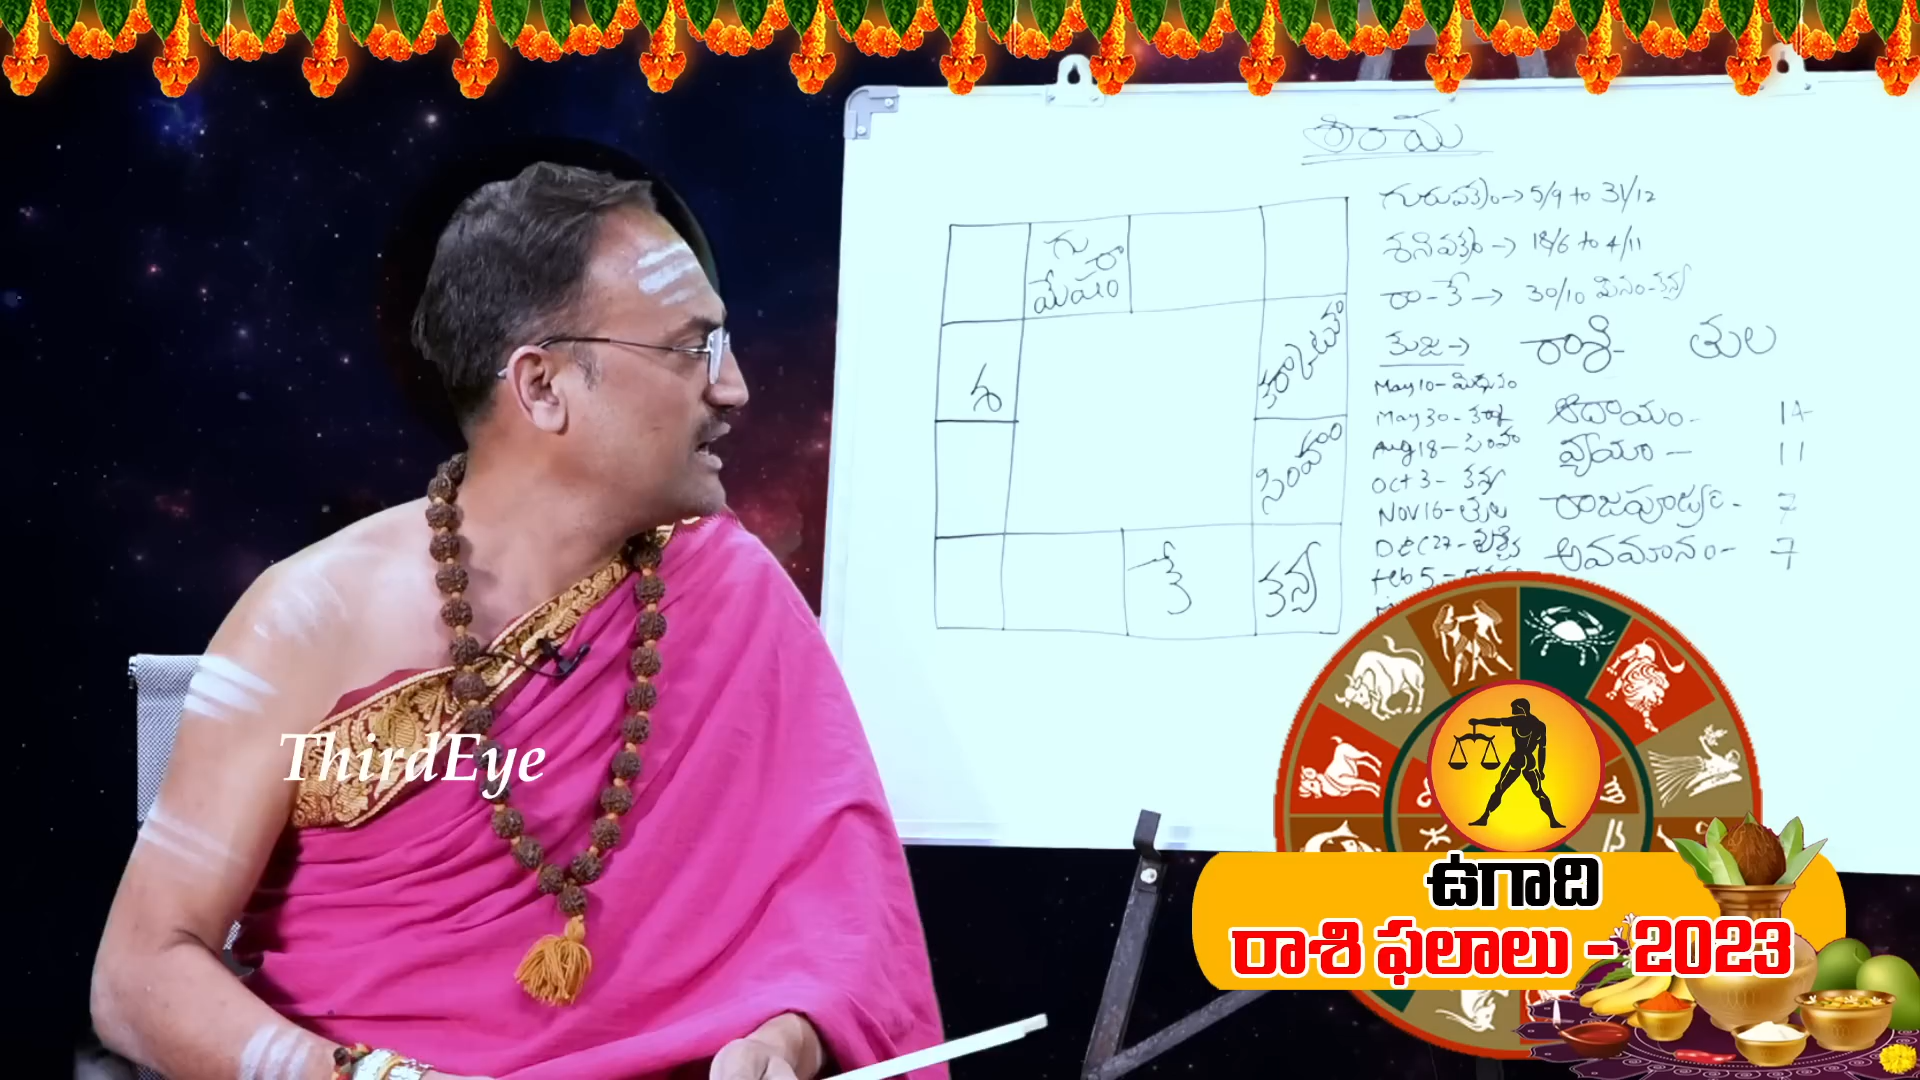 శ్రీరామ
గురువక్రం→ 5/9 to 31/12
శనివక్రం → 18/6 to 4/11
రా - కే → 30/10 మీనం-కన్య
కుజ→
రాశి- తుల
May 10 - మిథునం
May 30 - కర్కా
Aug 18 - సింహం
Oct 3 - కన్య
Nov 16 - తుల
DEC 27 -
Feb 5 -
ఆదాయం - 14
వ్యయం - 11
రాజపూజ్యం - 7
అవమానం - 7
గు రా
మేషం
కర్కాటకం
శ
సింహం
కే
కన్య
ThirdEye
ఉగాది
రాశి ఫలాలు - 2023